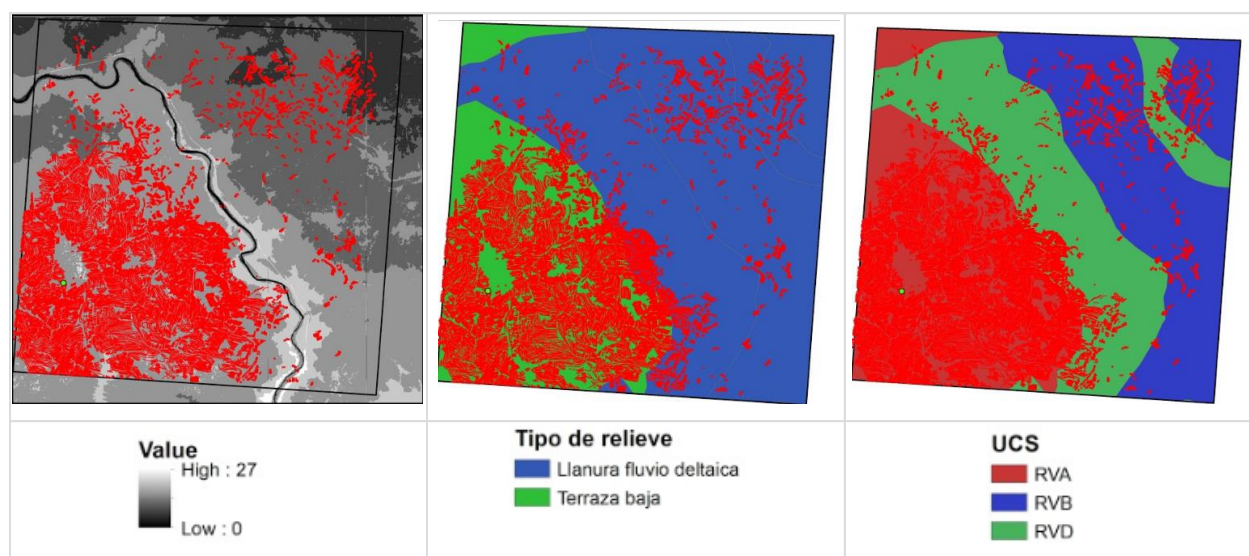 Value
High : 27
Low : 0
Tipo de relieve
Llanura fluvio deltaica
Terraza baja
UCS
RVA
RVB
RVD